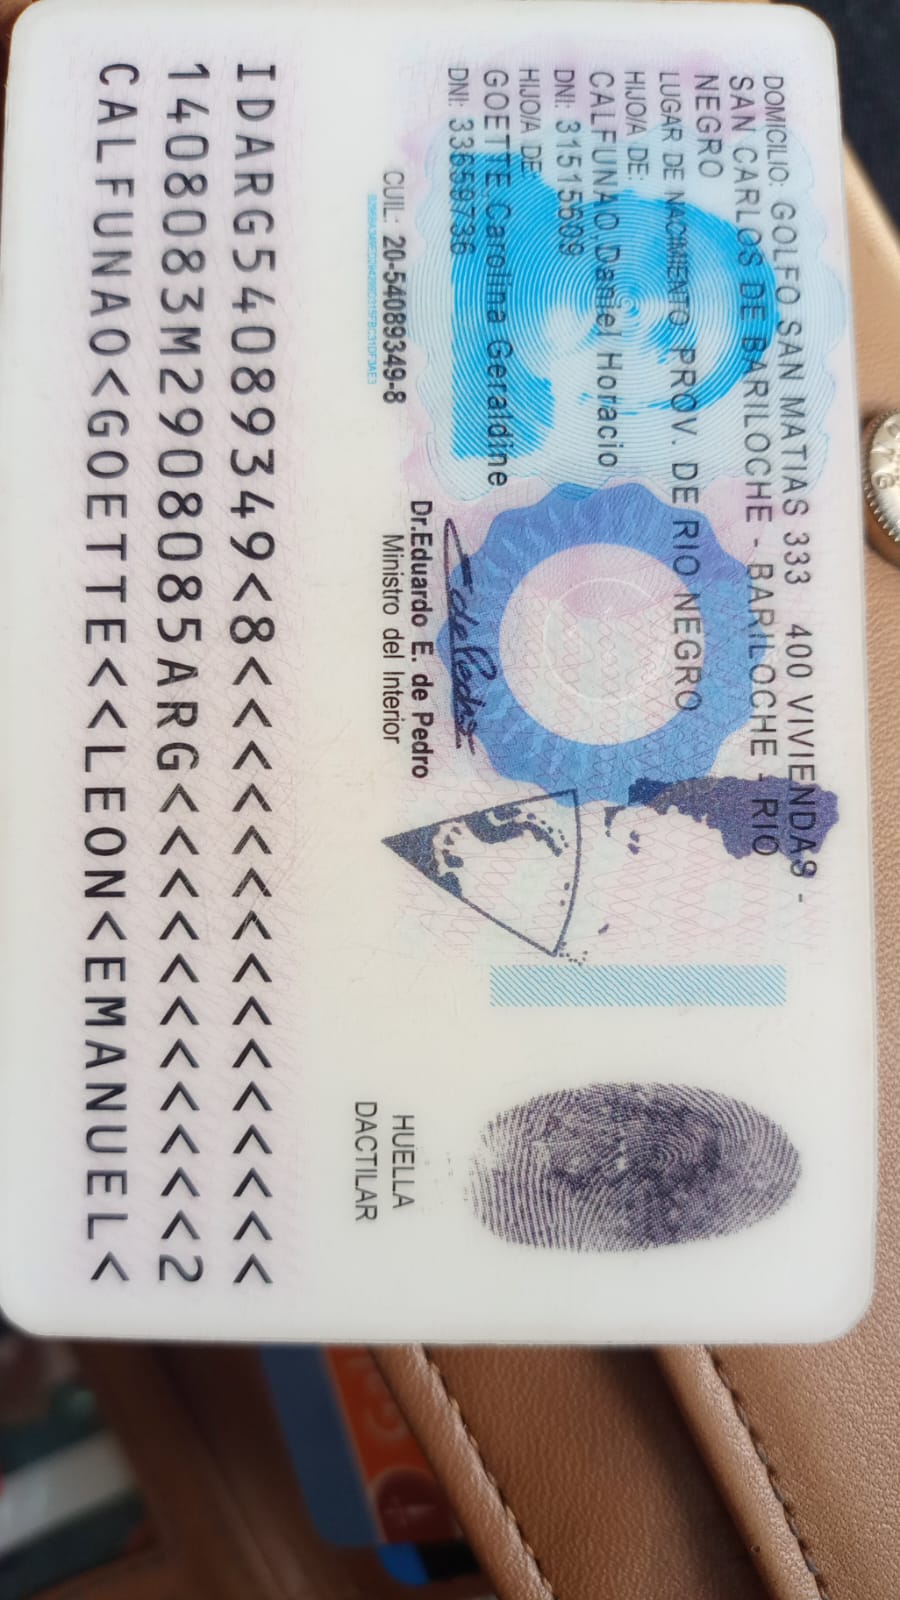 DOMICILIO: GOLFO SAN MATIAS 333 400 VIVIENDAS -
SAN CARLOS DE BARILOCHE - BARILOCHE - RIO
NEGRO
LUGAR DE NACIMIENTO: PROV. DE RIO NEGRO
HIJO/A DE:
CALFUNAO Daniel Horacio
DNI: 31515609
HIJO/A DE:
GOETTE Carolina Geraldine
DNI: 33659736
Dr.Eduardo E. de Pedro
Ministro del Interior
CUIL: 20-54089349-8
HUELLA
DACTILAR
IDARG54089349<8<<<<<<<<<<<<<<<
1408083M2908085ARG<<<<<<<<<<<2
CALFUNAO<GOETTE<<LEON<EMANUEL<